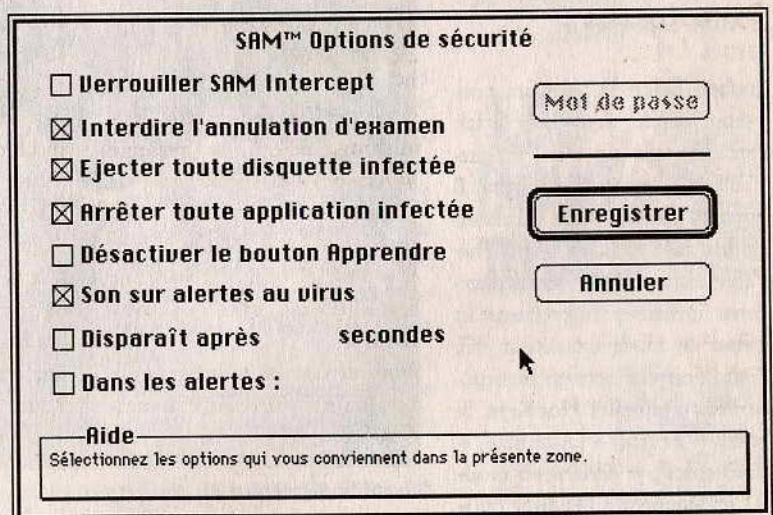 SAM™ Options de sécurité
Verrouiller SAM Intercept
Interdire l'annulation d'examen
Ejecter toute disquette infectée
Arrêter toute application infectée
Désactiver le bouton Apprendre
Son sur alertes au virus
Disparaît après secondes
Dans les alertes :
Mot de passe
Enregistrer
Annuler
Aide
Sélectionnez les options qui vous conviennent dans la présente zone.